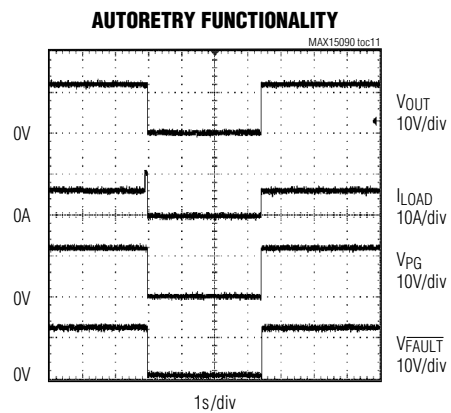 AUTORETRY FUNCTIONALITY
MAX15090 toc11
0V
VOUT
10V/div
0A
ILOAD
10A/div
0V
VPG
10V/div
0V
VFAULT
10V/div
1s/div